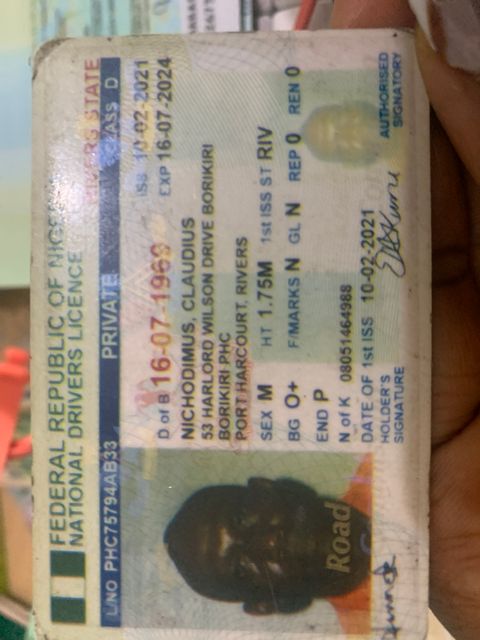 FEDERAL REPUBLIC OF NIGERIA
NATIONAL DRIVERS LICENCE
RIVERS STATE
L/NO PHC75794AB33 PRIVATE CLASS D
ISS 10-02-2021
D of B 16-07-1969 EXP 16-07-2024
NICHODIMUS, CLAUDIUS
53 HARLORD WILSON DRIVE BORIKIRI
BORIKIRI PHC
PORT HARCOURT, RIVERS
SEX M HT 1.75M 1st ISS ST RIV
BG O+ F/MARKS N GL N REP 0 REN 0
END P
Road
N of K 08051464988
DATE OF 1st ISS 10-02-2021
HOLDER'S
SIGNATURE
AUTHORISED
SIGNATORY